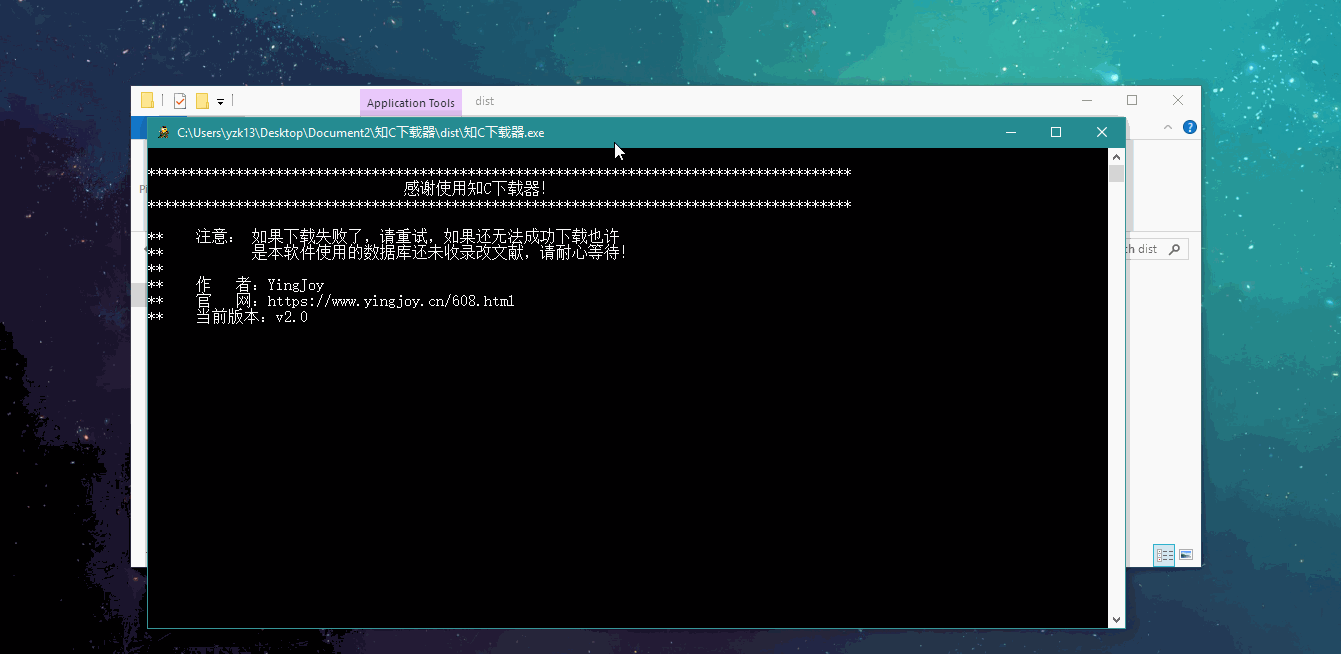 Application Tools
dist
C:\Users\yzk13\Desktop\Document2\知C下载器\dist\知C下载器.exe
****************************************************************************************
感谢使用知C下载器!
****************************************************************************************
** 注意: 如果下载失败了,请重试,如果还无法成功下载也许
** 是本软件使用的数据库还未收录改文献,请耐心等待!
**
** 作 者:YingJoy
** 官 网:https://www.yingjoy.cn/608.html
** 当前版本:v2.0
dist